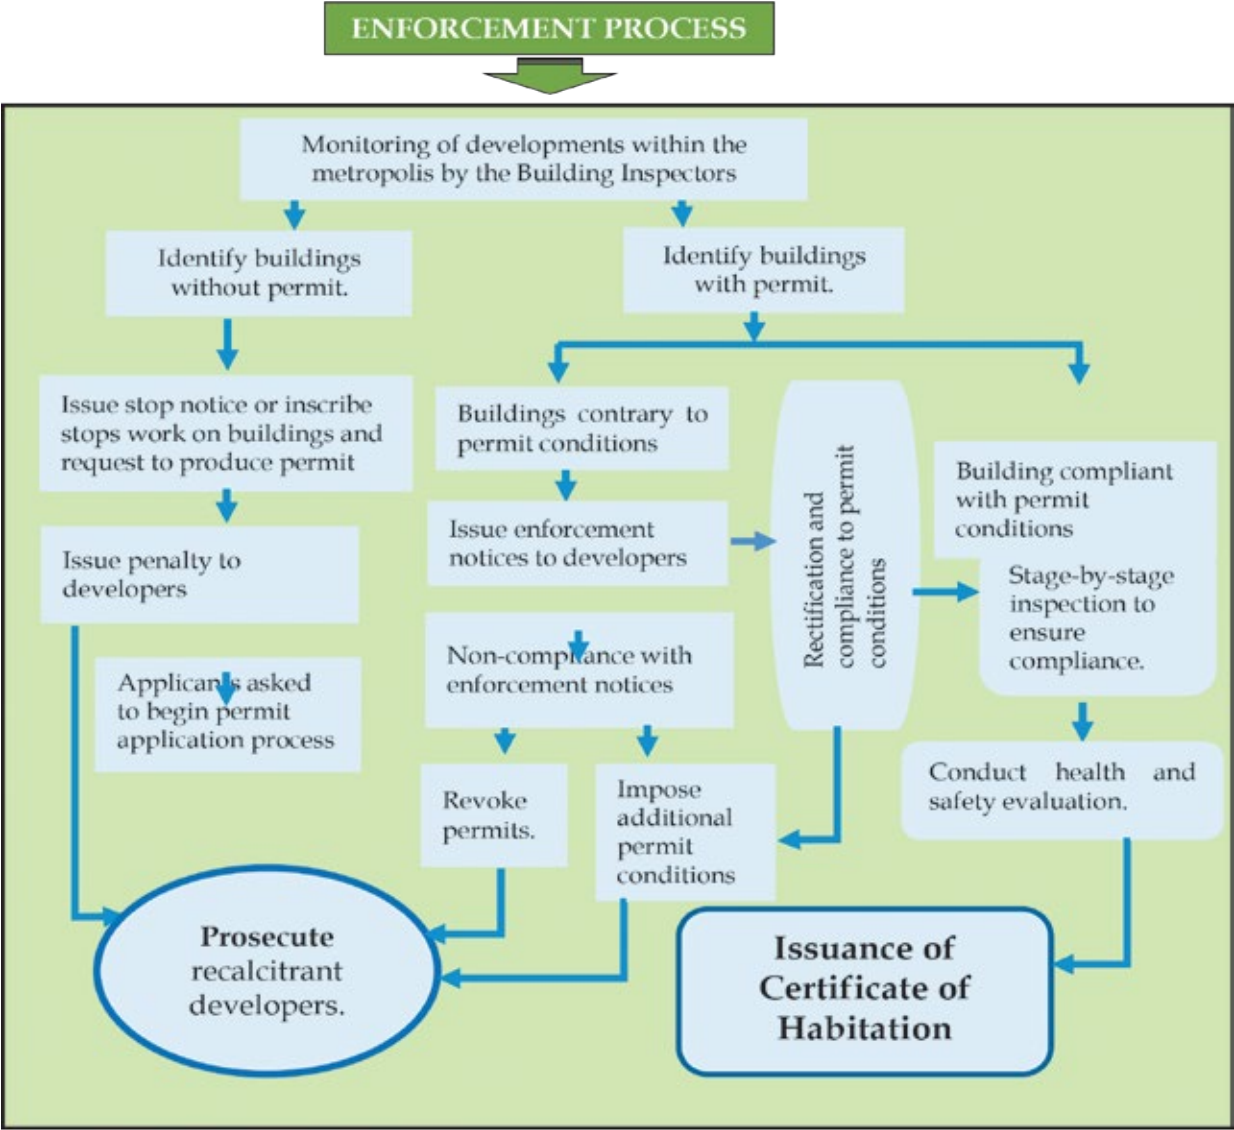 ENFORCEMENT PROCESS
Monitoring of developments within the
metropolis by the Building Inspectors
Identify buildings
without permit.
Identify buildings
with permit.
Issue stop notice or inscribe
stops work on buildings and
request to produce permit
Buildings contrary to
permit conditions
Rectification and
compliance to permit
conditions
Building compliant
with permit
conditions
Issue penalty to
developers
Issue enforcement
notices to developers
Stage-by-stage
inspection to
ensure
compliance.
Applicants asked
to begin permit
application process
Non-compliance with
enforcement notices
Revoke
permits.
Impose
additional
permit
conditions
Conduct health and
safety evaluation.
Prosecute
recalcitrant
developers.
Issuance of
Certificate of
Habitation